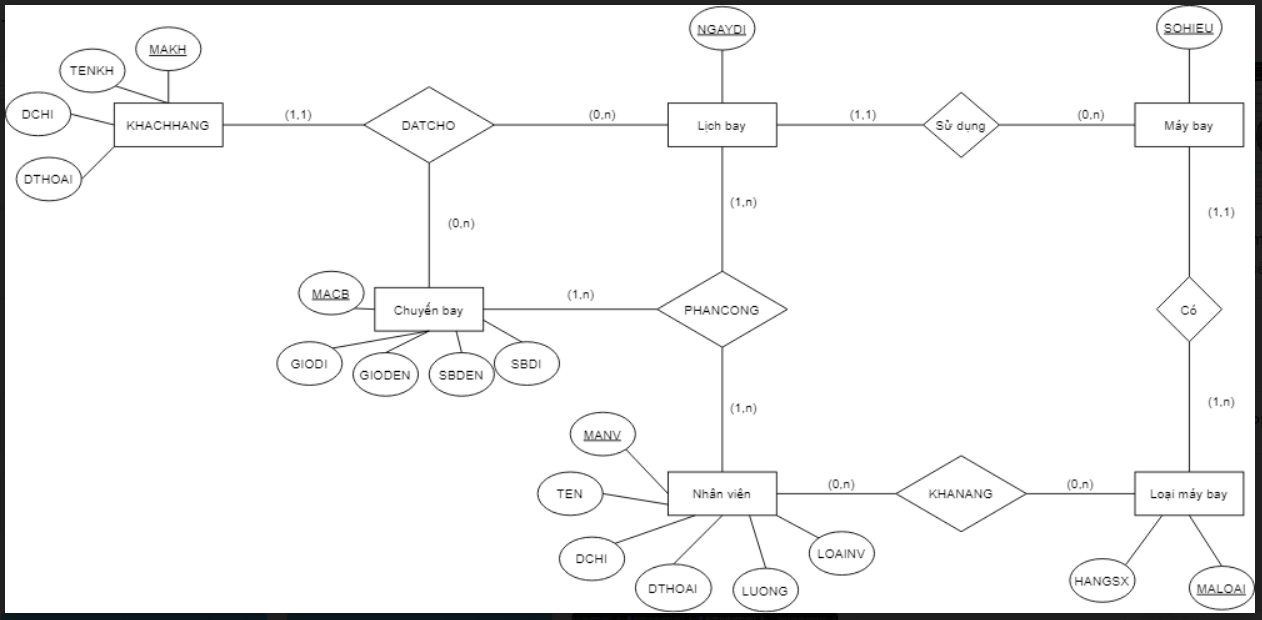 NGAYDI
SOHIEU
MAKH
TENKH
DCHI
KHACHHANG
(1,1)
DATCHO
(0,n)
Lịch bay
(1,1)
Sử dụng
(0,n)
Máy bay
DTHOAI
(0,n)
(1,n)
(1,1)
MACB
Chuyến bay
(1,n)
PHANCONG
Có
GIODI
GIODEN
SBDEN
SBDI
(1,n)
(1,n)
MANV
TEN
Nhân viên
(0,n)
KHANANG
(0,n)
Loại máy bay
DCHI
DTHOAI
LUONG
LOAINV
HANGSX
MALOAI